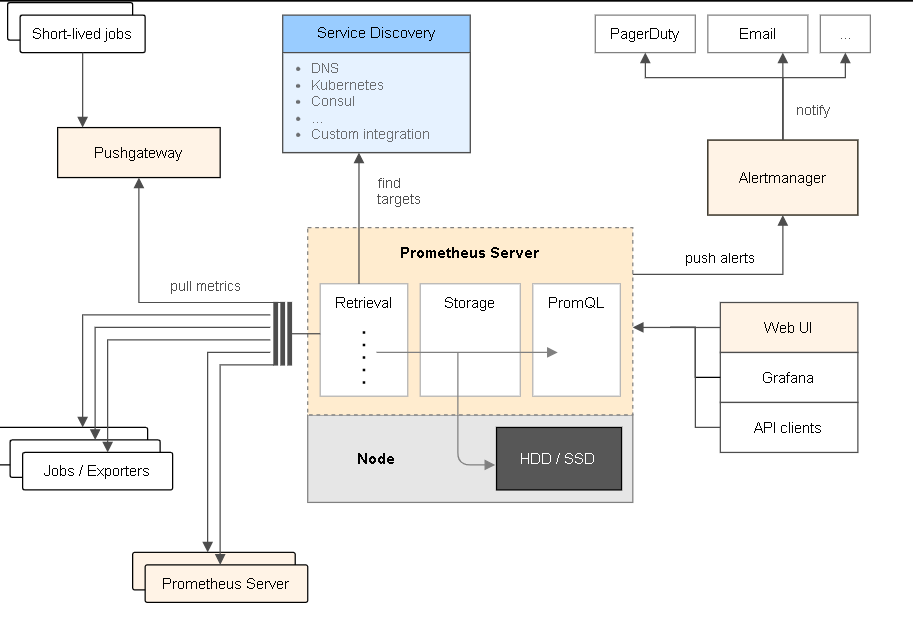 Short-lived jobs
Service Discovery
• DNS
• Kubernetes
• Consul
• ...
• Custom integration
PagerDuty
Email
...
notify
Pushgateway
Alertmanager
find
targets
Prometheus Server
push alerts
pull metrics
Retrieval
Storage
PromQL
Web UI
Grafana
API clients
Node
HDD / SSD
Jobs / Exporters
Prometheus Server